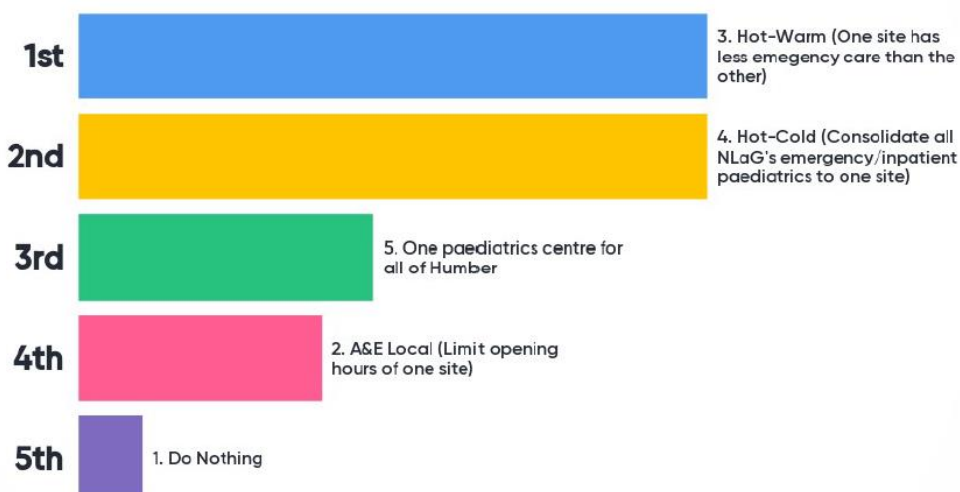 1st
3. Hot-Warm (One site has
less emegency care than the
other)
2nd
4. Hot-Cold (Consolidate all
NLaG's emergency/inpatient
paediatrics to one site)
3rd
5. One paediatrics centre for
all of Humber
4th
2. A&E Local (Limit opening
hours of one site)
5th
1. Do Nothing